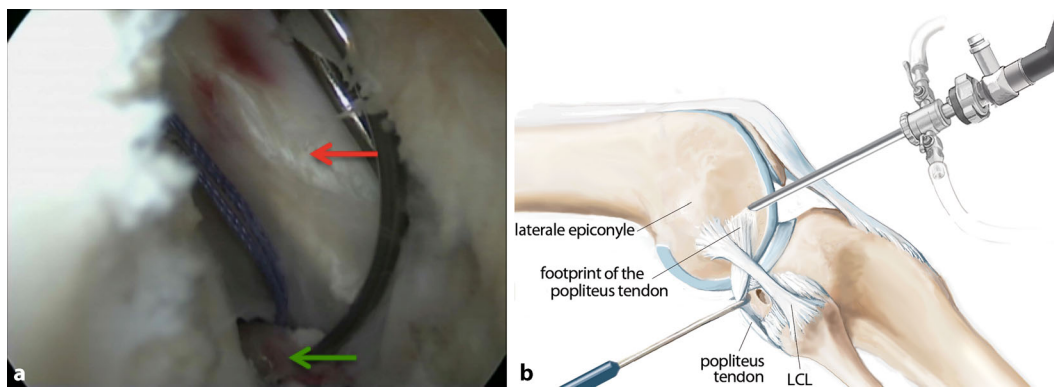 a
laterale epiconyle
footprint of the
popliteus tendon
popliteus
tendon
LCL
b